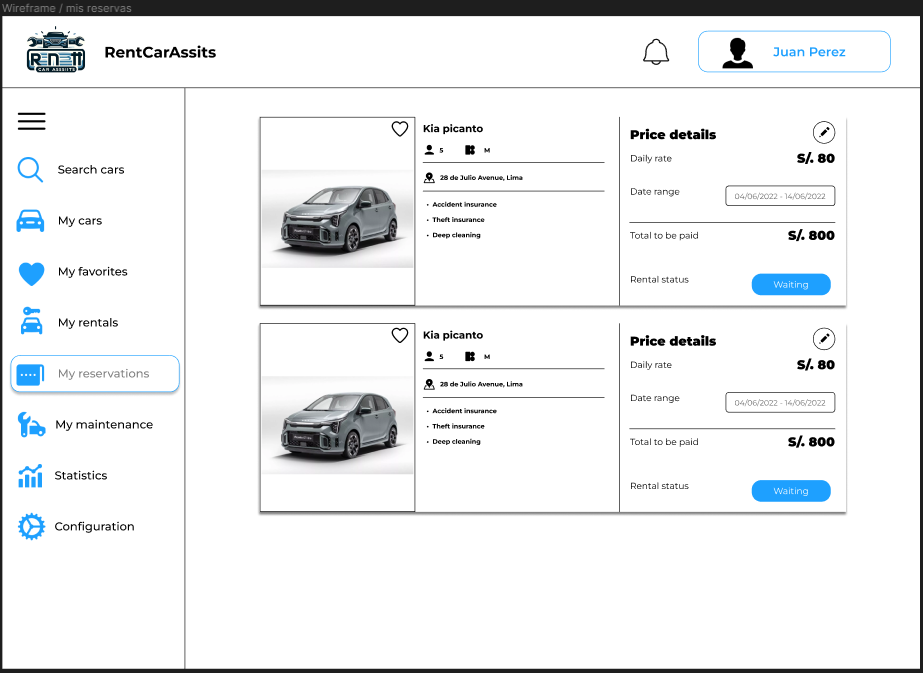 Wireframe / mis reservas
RENTT
CAR ASSISTS
RentCarAssits
Juan Perez
Search cars
My cars
My favorites
My rentals
My reservations
My maintenance
Statistics
Configuration
Kia picanto
5 M
28 de Julio Avenue, Lima
• Accident insurance
• Theft insurance
• Deep cleaning
Price details
Daily rate S/. 80
Date range 04/06/2022 - 14/06/2022
Total to be paid S/. 800
Rental status Waiting
Kia picanto
5 M
28 de Julio Avenue, Lima
• Accident insurance
• Theft insurance
• Deep cleaning
Price details
Daily rate S/. 80
Date range 04/06/2022 - 14/06/2022
Total to be paid S/. 800
Rental status Waiting